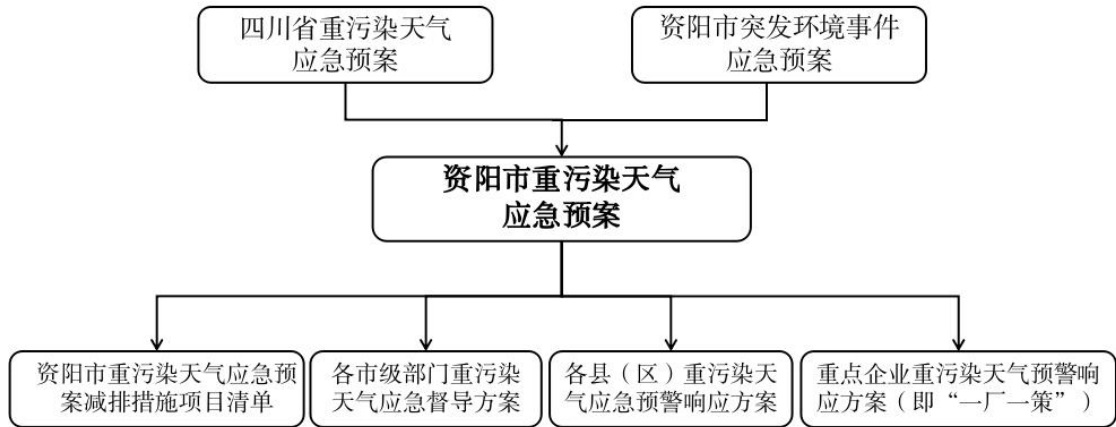 四川省重污染天气
应急预案
资阳市突发环境事件
应急预案
资阳市重污染天气
应急预案
资阳市重污染天气应急预
案减排措施项目清单
各市级部门重污染
天气应急督导方案
各县（区）重污染天
气应急预警响应方案
重点企业重污染天气预警响
应方案（即“一厂一策”）